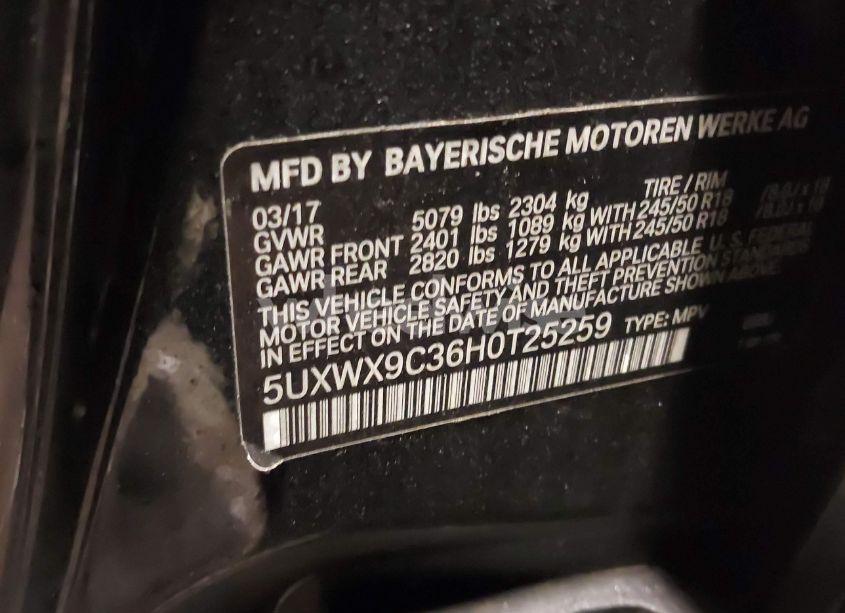 MFD BY BAYERISCHE MOTOREN WERKE AG
03/17 TIRE / RIM
GVWR 5079 lbs 2304 kg
GAWR FRONT 2401 lbs 1089 kg WITH 245/50 R18
GAWR REAR 2820 lbs 1279 kg WITH 245/50 R18
THIS VEHICLE CONFORMS TO ALL APPLICABLE U. S. FEDERAL
MOTOR VEHICLE SAFETY AND THEFT PREVENTION STANDARDS
IN EFFECT ON THE DATE OF MANUFACTURE SHOWN ABOVE.
5UXWX9C36H0T25259 TYPE: MPV